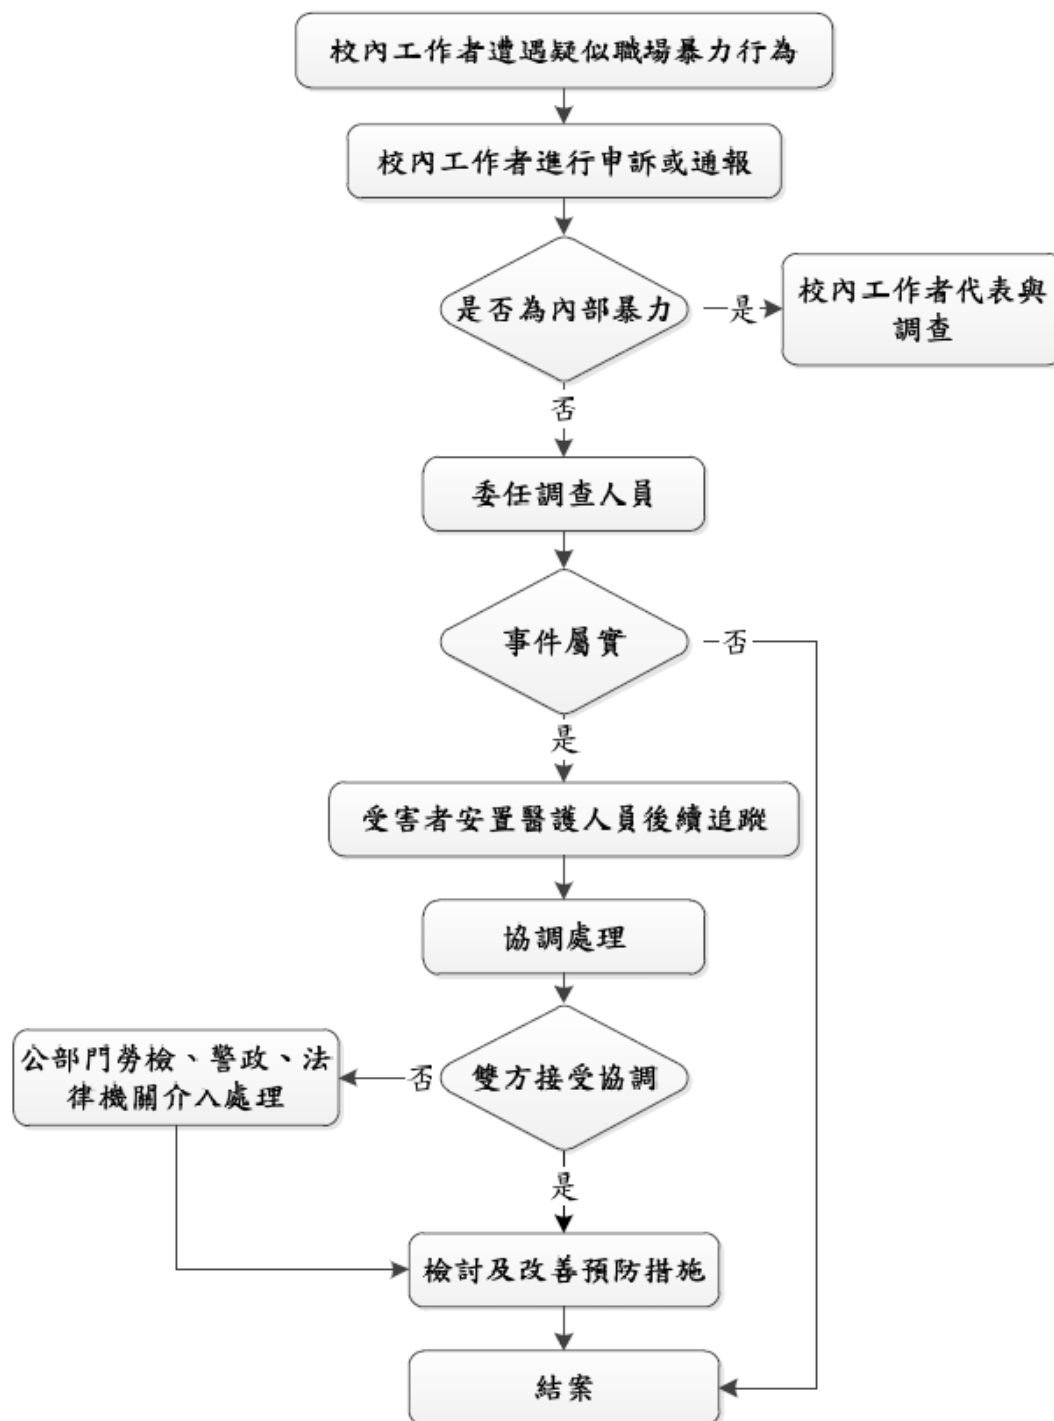 校內工作者遭遇疑似職場暴力行為
校內工作者進行申訴或通報
是否為內部暴力
是
校內工作者代表與
調查
否
委任調查人員
事件屬實
否
是
受害者安置醫護人員後續追蹤
協調處理
公部門勞檢、警政、法
律機關介入處理
否
雙方接受協調
是
檢討及改善預防措施
結案